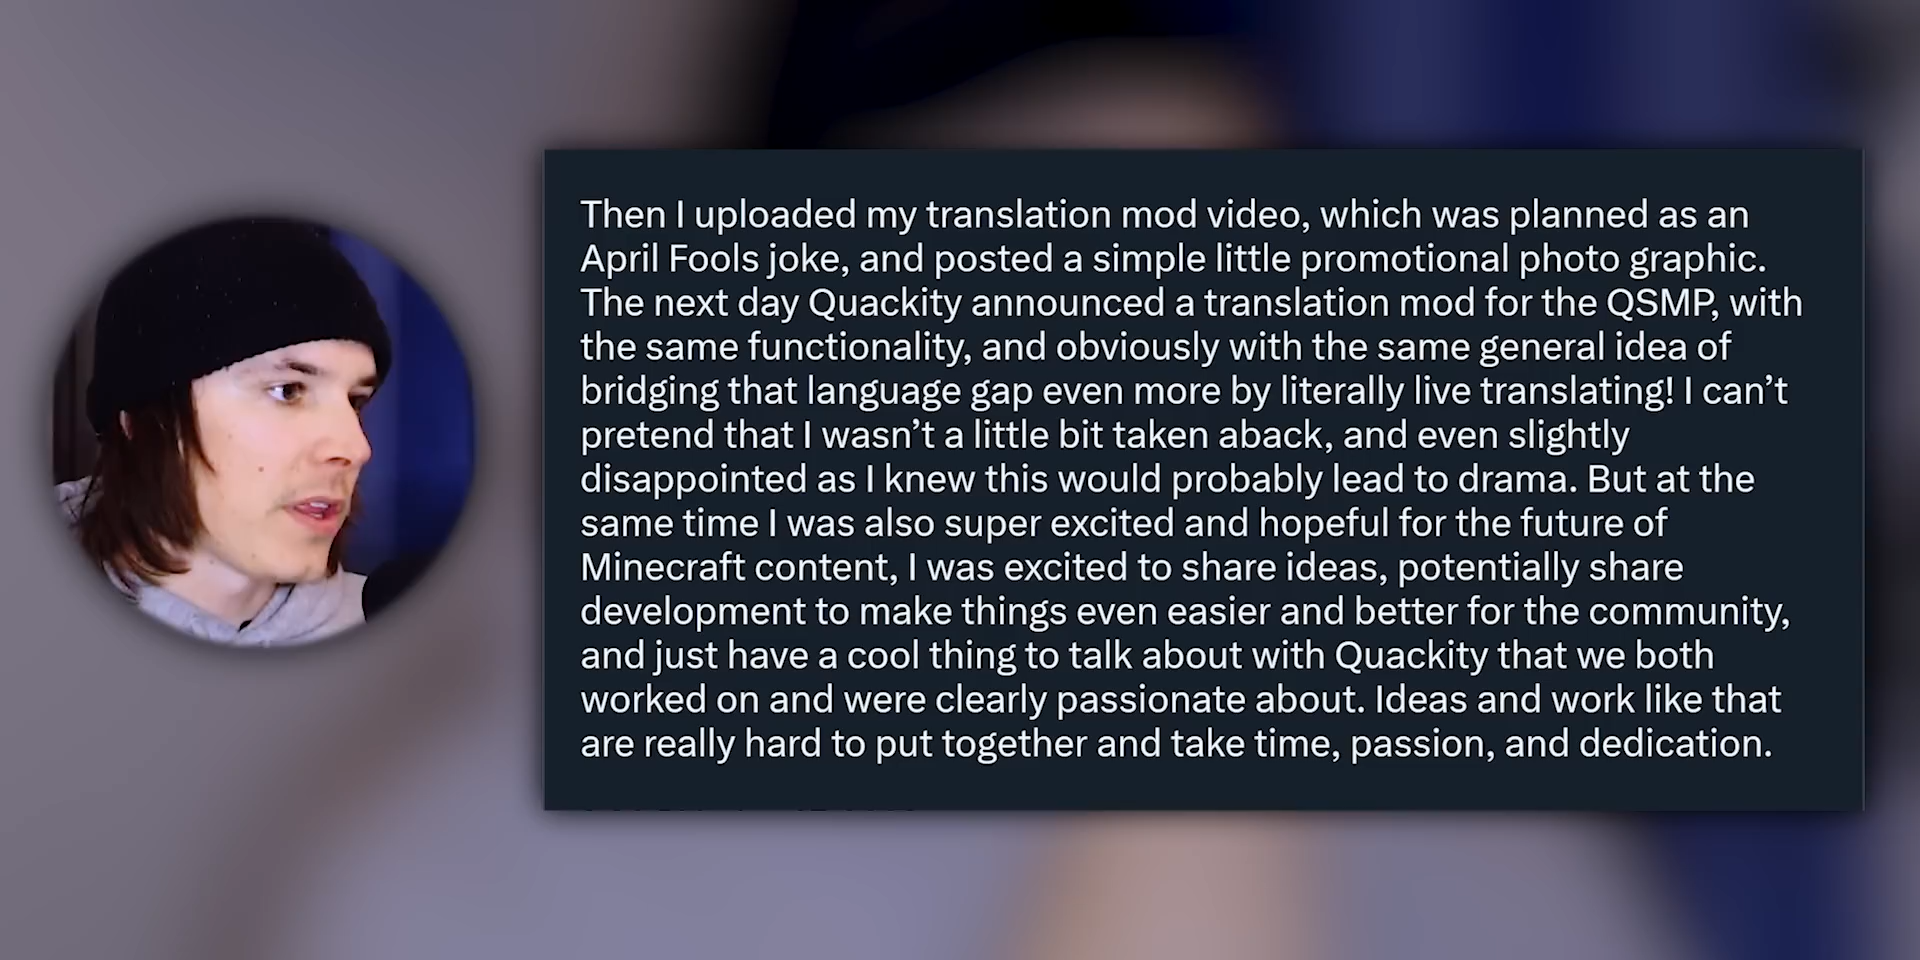 Then I uploaded my translation mod video, which was planned as an
April Fools joke, and posted a simple little promotional photo graphic.
The next day Quackity announced a translation mod for the QSMP, with
the same functionality, and obviously with the same general idea of
bridging that language gap even more by literally live translating! I can’t
pretend that I wasn’t a little bit taken aback, and even slightly
disappointed as I knew this would probably lead to drama. But at the
same time I was also super excited and hopeful for the future of
Minecraft content, I was excited to share ideas, potentially share
development to make things even easier and better for the community,
and just have a cool thing to talk about with Quackity that we both
worked on and were clearly passionate about. Ideas and work like that
are really hard to put together and take time, passion, and dedication.